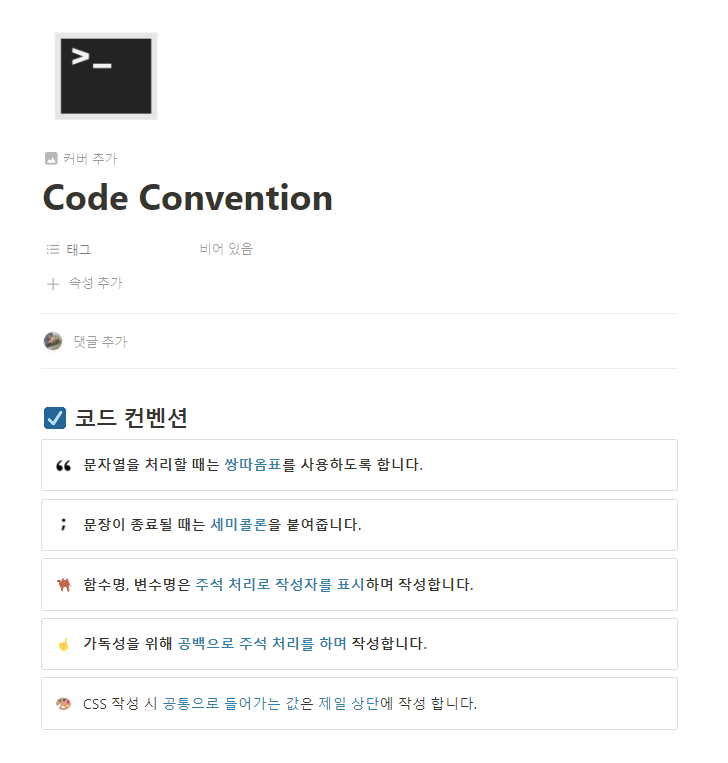 >_
커버 추가
Code Convention
태그 비어 있음
속성 추가
댓글 추가
코드 컨벤션
문자열을 처리할 때는 쌍따옴표를 사용하도록 합니다.
; 문장이 종료될 때는 세미콜론을 붙여줍니다.
함수명, 변수명은 주석 처리로 작성자를 표시하며 작성합니다.
가독성을 위해 공백으로 주석 처리를 하며 작성합니다.
CSS 작성 시 공통으로 들어가는 값은 제일 상단에 작성 합니다.